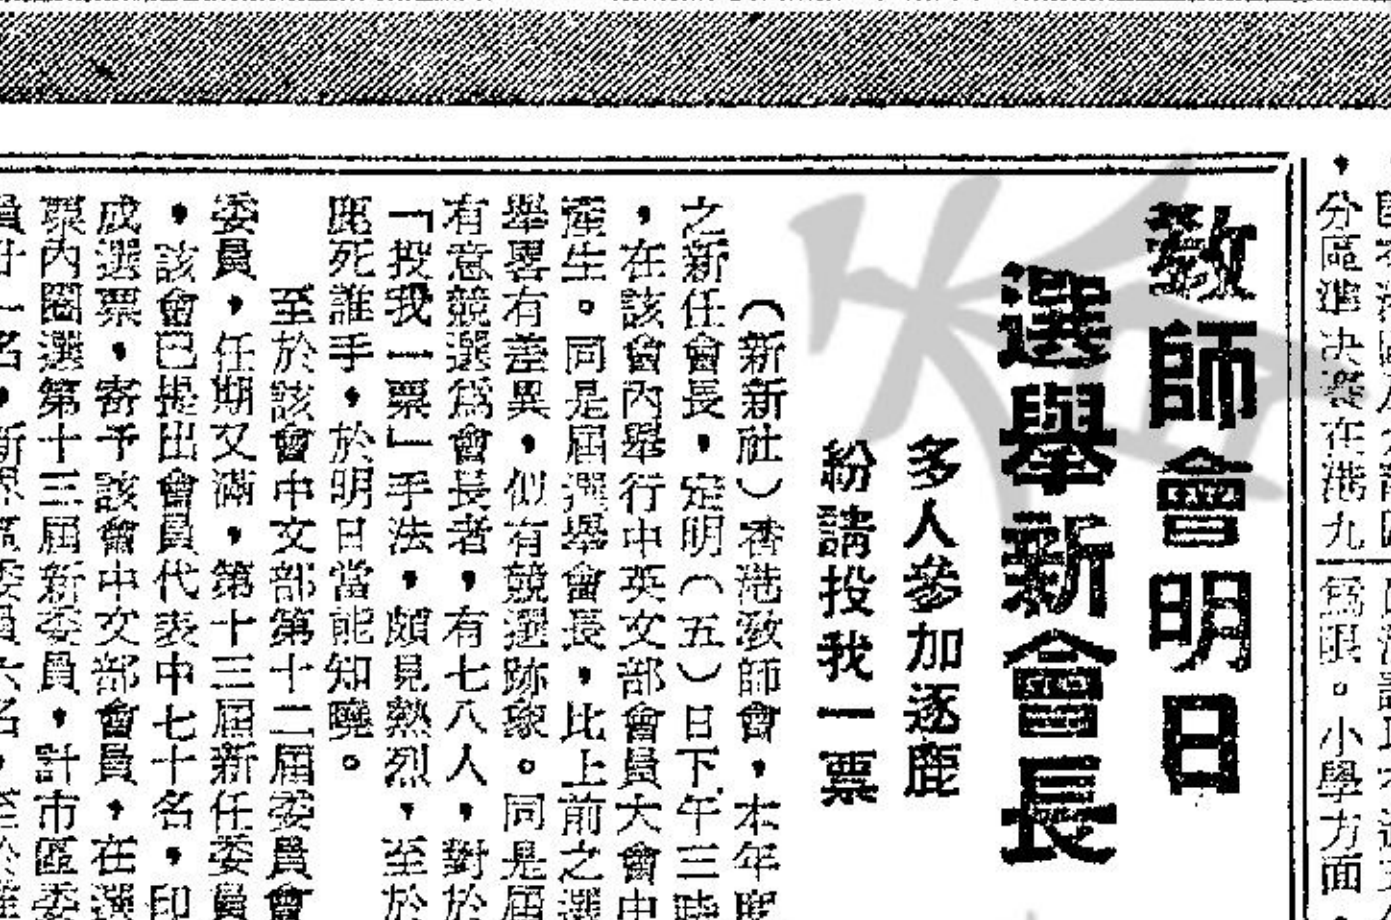 教師會明日
選舉新會長
多人參加逐鹿
紛請投我一票
(新新社)香港教師會,本年度
之新任會長,定明(五)日下午三時
,在該會內舉行中英文部會員大會中
產生。同是屆選舉會長,比上前之選
舉畧有差異,似有競選跡象。同是屆
有意競選爲會長者,有七八人,對於
「投我一票」手法,頗見熱烈,至於
鹿死誰手,於明日當能知曉。
至於該會中文部第十二屆委員會
委員,任期又滿,第十三屆新任委員
,該會已提出會員代表中七十名,印
成選票,寄予該會中文部會員,在選
票內圈選第十三屆新委員,計市區委
員廿一名,新界區委員六名,至於
,分區準决賽在港九
爲限。小學方面,